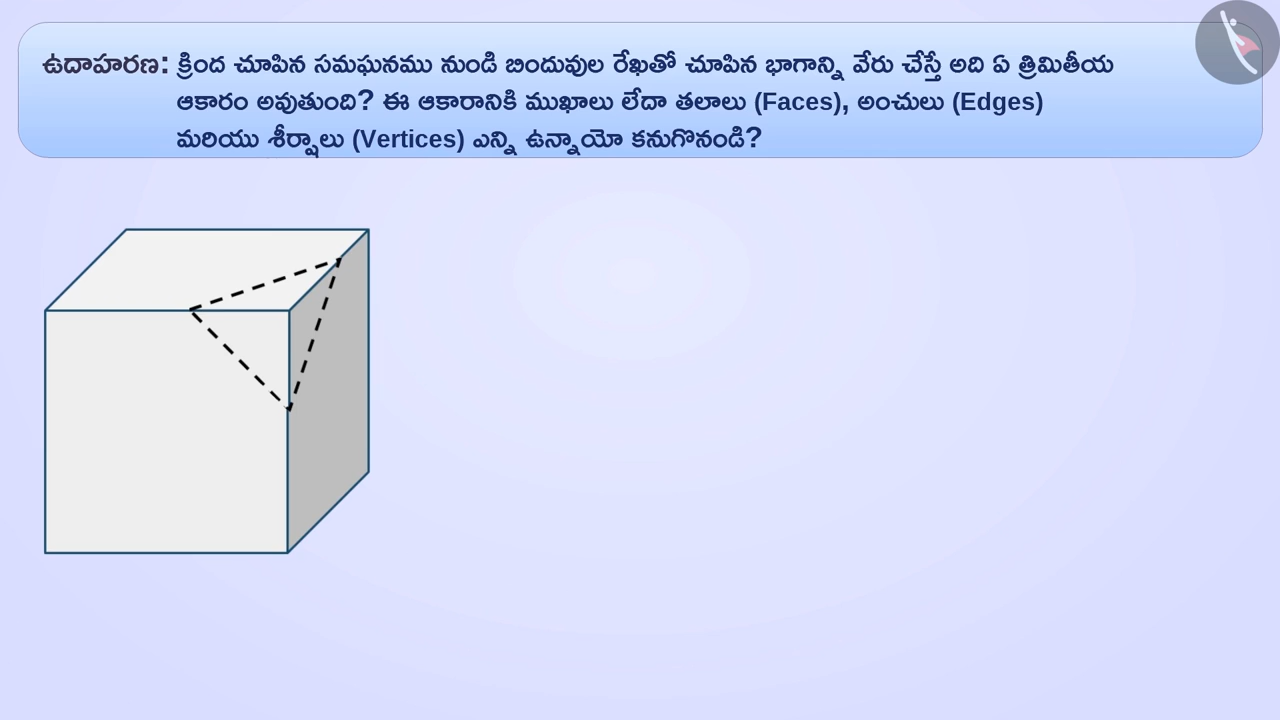 ఉదాహరణ: క్రింద చూపిన సమఘనము నుండి బిందువుల రేఖతో చూపిన భాగాన్ని వేరు చేస్తే అది ఏ త్రిమితీయ
ఆకారం అవుతుంది? ఈ ఆకారానికి ముఖాలు లేదా తలాలు (Faces), అంచులు (Edges)
మరియు శీర్షాలు (Vertices) ఎన్ని ఉన్నాయో కనుగొనండి?